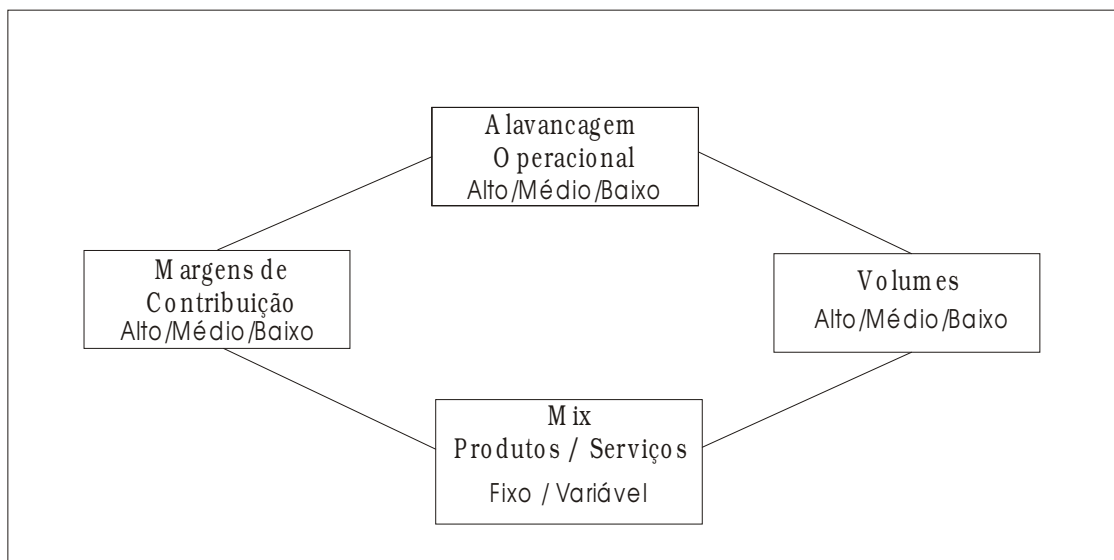 Alavancagem
Operacional
Alto/Médio/Baixo
Margens de
Contribuição
Alto/Médio/Baixo
Volumes
Alto/Médio/Baixo
Mix
Produtos / Serviços
Fixo / Variável